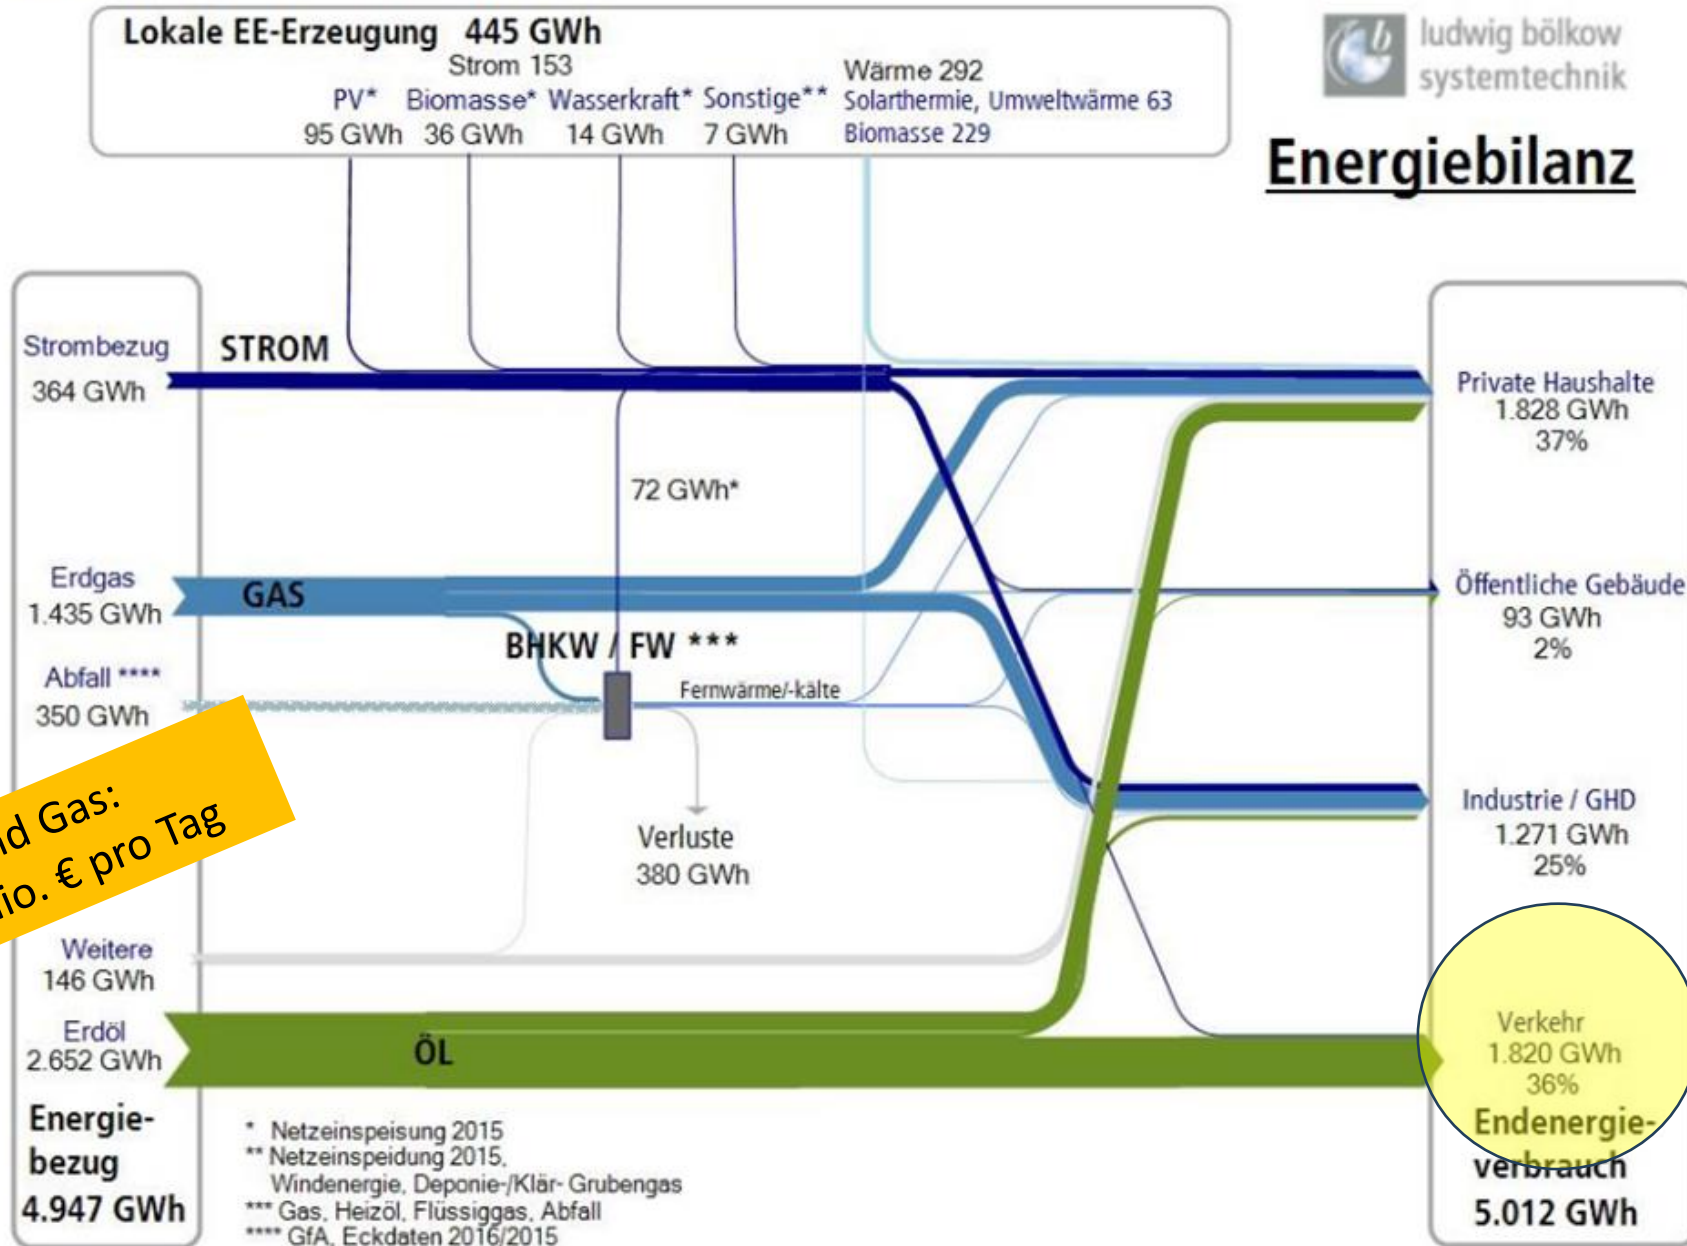 Lokale EE-Erzeugung 445 GWh
Strom 153
PV* Biomasse* Wasserkraft* Sonstige**
95 GWh 36 GWh 14 GWh 7 GWh
Wärme 292
Solarthermie, Umweltwärme 63
Biomasse 229
ludwig bölkow
systemtechnik
Energiebilanz
Strombezug
364 GWh
STROM
72 GWh*
Erdgas
1.435 GWh
GAS
BHKW / FW ***
Abfall ****
350 GWh
Fernwärme/-kälte
Verluste
380 GWh
Gas:
€ pro Tag
Weitere
146 GWh
Erdöl
2.652 GWh
ÖL
Energie-
bezug
4.947 GWh
Private Haushalte
1.828 GWh
37%
Öffentliche Gebäude
93 GWh
2%
Industrie / GHD
1.271 GWh
25%
Verkehr
1.820 GWh
36%
Endenergie-
verbrauch
5.012 GWh
* Netzeinspeisung 2015
** Netzeinspeidung 2015,
Windenergie, Deponie-/Klär- Grubengas
*** Gas, Heizöl, Flüssiggas, Abfall
**** GfA, Eckdaten 2016/2015